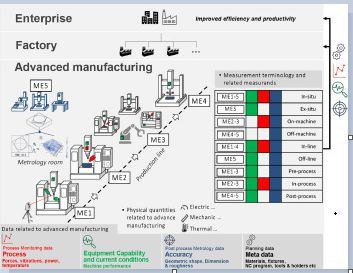 Enterprise
Improved efficiency and productivity
Factory
...
Advanced manufacturing
ME5
ME4
• Measurement terminology and related measurands
ME1-5 In-situ
ME5 Ex-situ
ME2-3 On-machine
ME4-5 Off-machine
ME1-4 In-line
ME5 Off-line
ME1-3 Pre-process
ME2-3 In-process
ME4-5 Post-process
Metrology room
ME3
Production line
ME2
ME1
• Physical quantities related to advance manufacturing
Electric ...
Mechanic ...
Thermal ...
Data related to advanced manufacturing
Process Monitoring data
Process
Forces, vibrations, power, temperature
Equipment Capability and current conditions
Machine performance
Post process Metrology data
Accuracy
Geometric shape, Dimension & roughness
Planning data
Meta data
Materials, fixtures, NC program, tools & holders etc